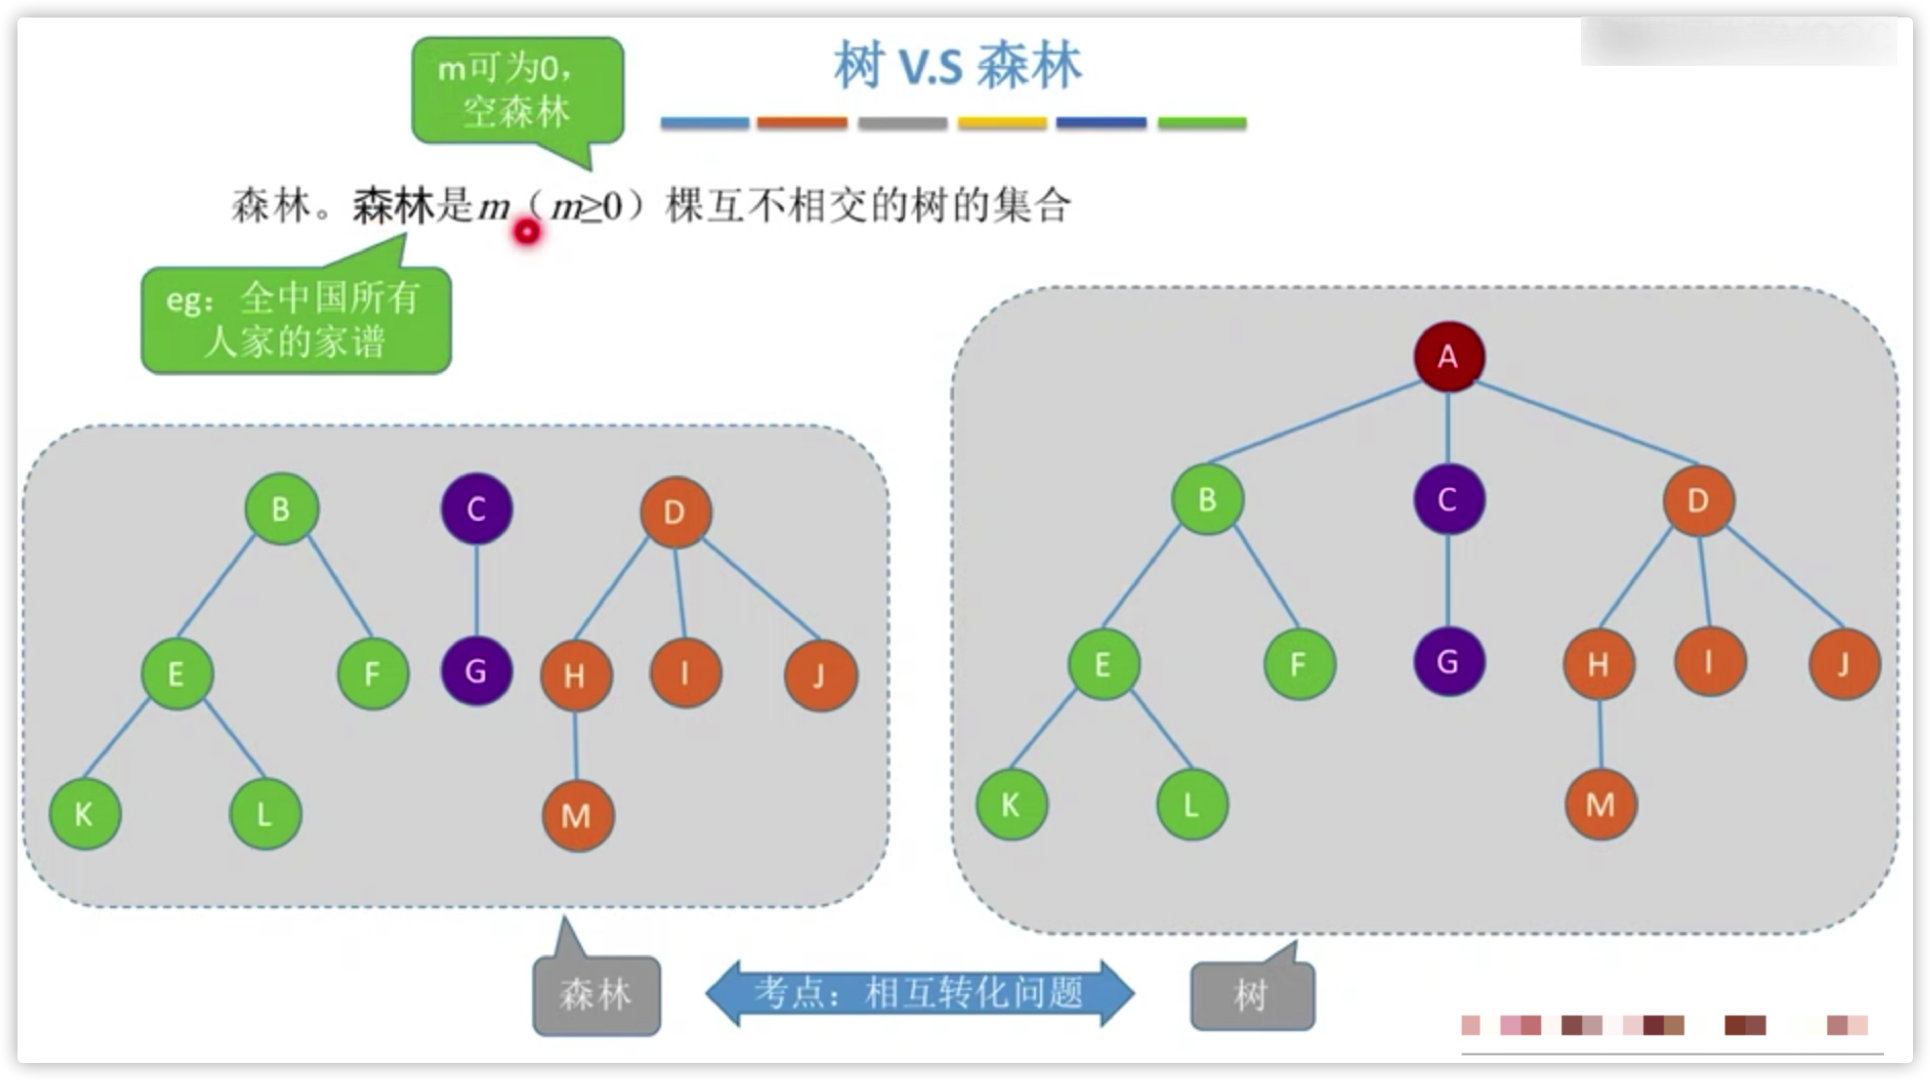 树 V.S 森林
m可为0，
空森林
森林。森林是m（m≥0）棵互不相交的树的集合
eg：全中国所有
人家的家谱
A
B C D
E F G H I J
K L M
B C D
E F G H I J
K L M
森林
考点：相互转化问题
树